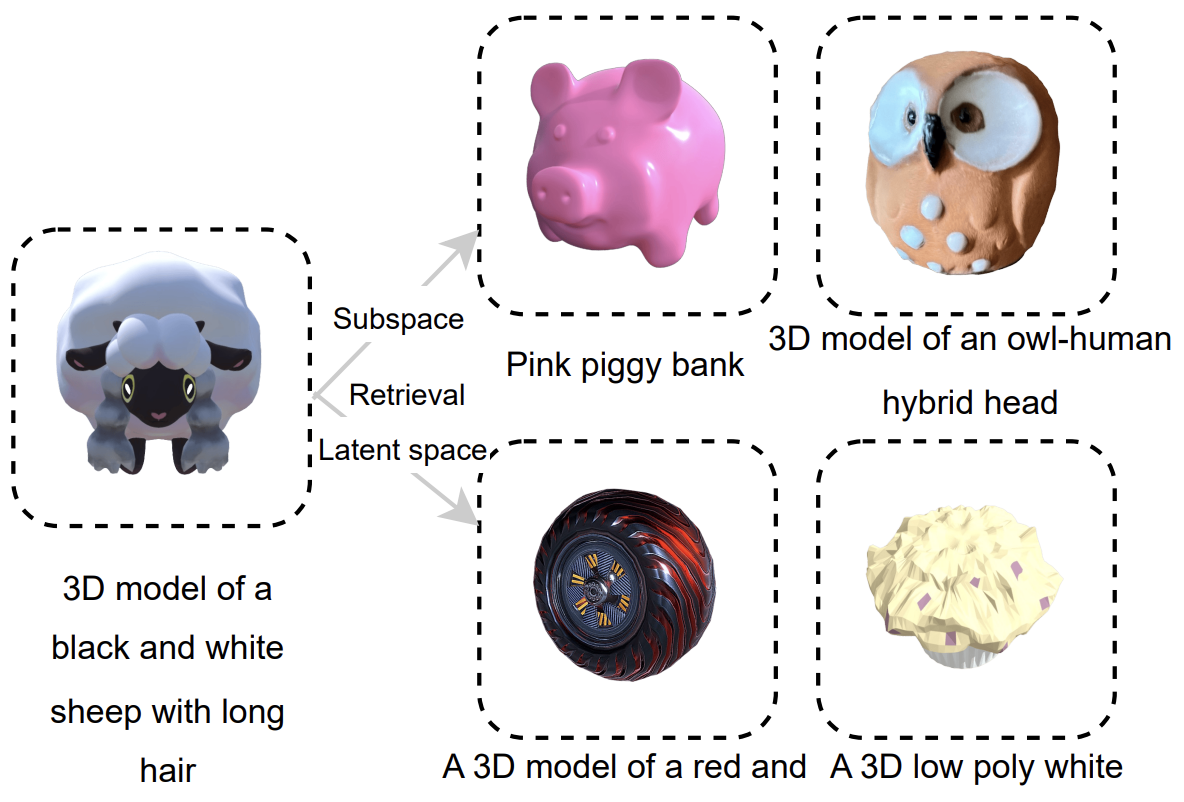 3D model of a
black and white
sheep with long
hair
Subspace
Retrieval
Latent space
Pink piggy bank
3D model of an owl-human
hybrid head
A 3D model of a red and
A 3D low poly white